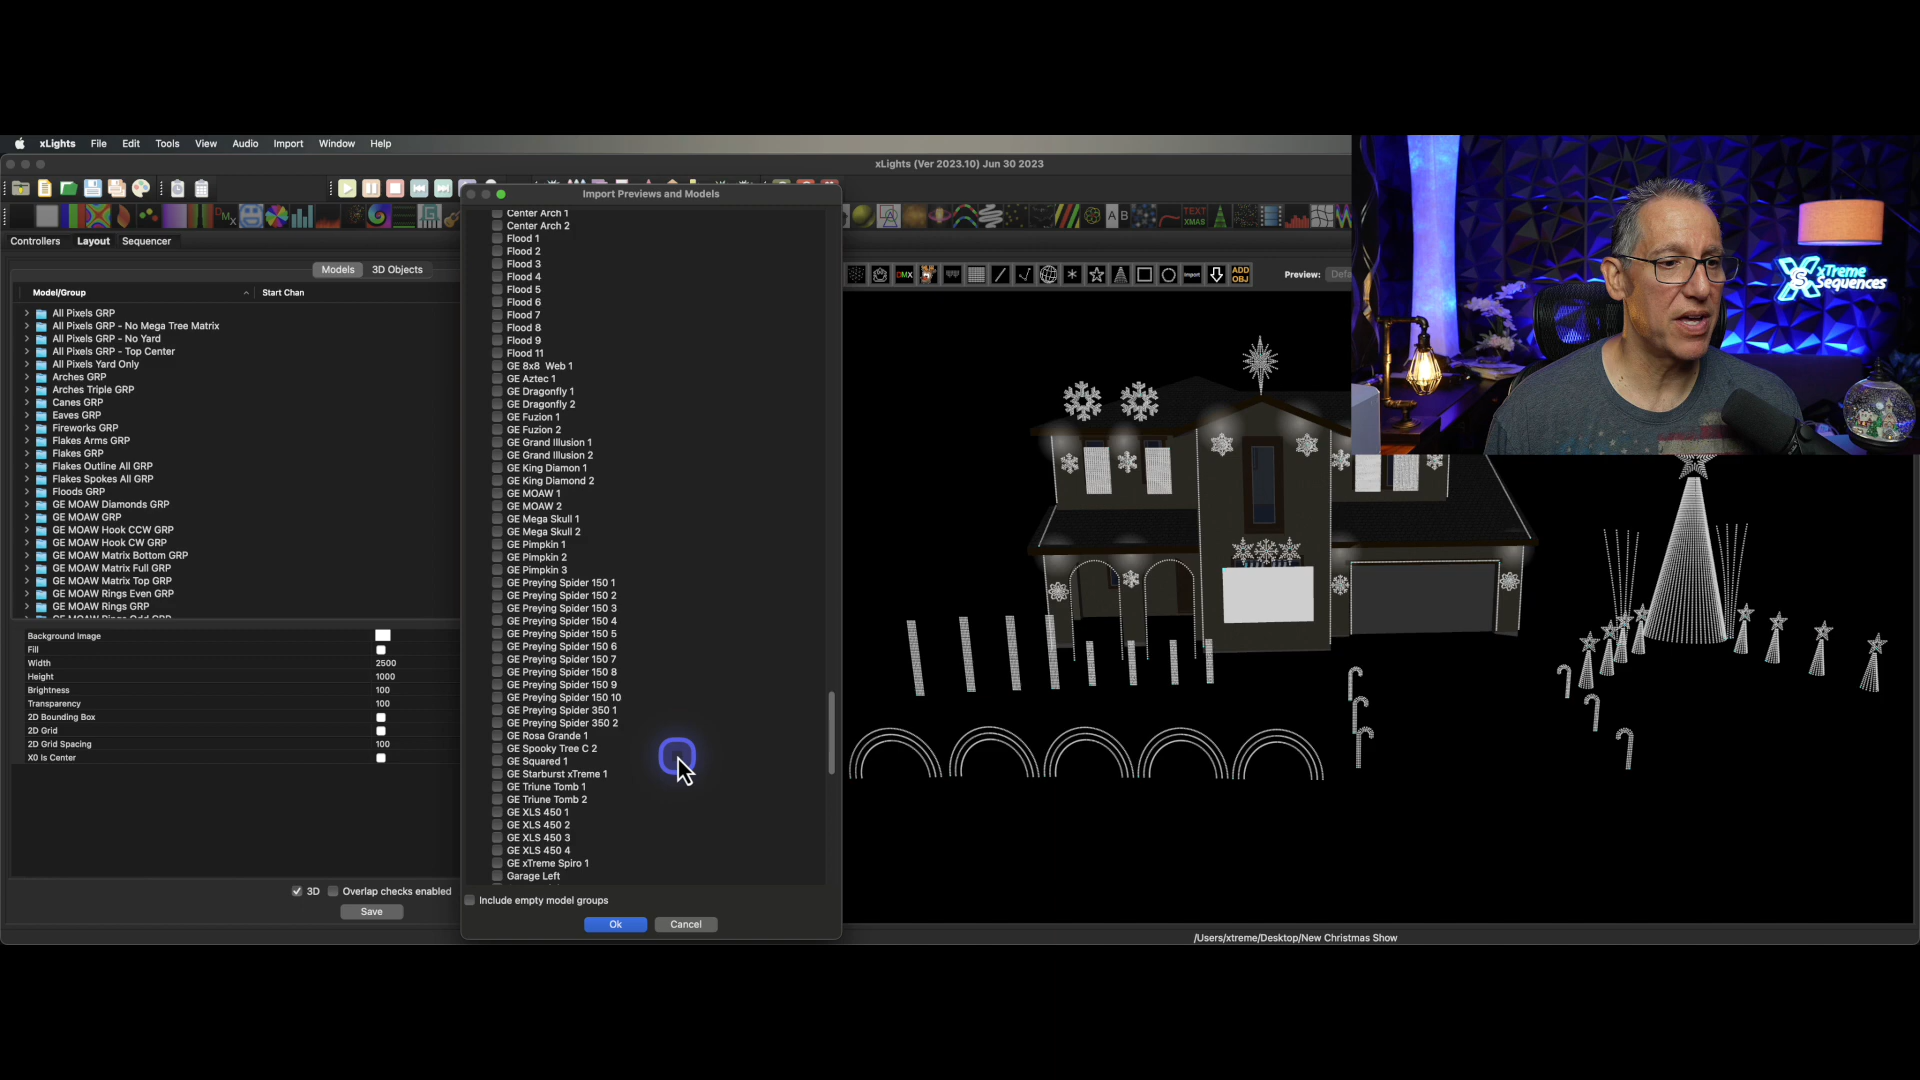 xLights File Edit Tools View Audio Import Window Help
xLights (Ver 2023.10) Jun 30 2023
Import Previews and Models
Controllers Layout Sequencer
Models 3D Objects
Model/Group Start Chan
All Pixels GRP
All Pixels GRP - No Mega Tree Matrix
All Pixels GRP - No Yard
All Pixels GRP - Top Center
All Pixels Yard Only
Arches GRP
Arches Triple GRP
Canes GRP
Eaves GRP
Fireworks GRP
Flakes Arms GRP
Flakes GRP
Flakes Outline All GRP
Flakes Spokes All GRP
Floods GRP
GE MOAW Diamonds GRP
GE MOAW GRP
GE MOAW Hook CCW GRP
GE MOAW Hook CW GRP
GE MOAW Matrix Bottom GRP
GE MOAW Matrix Full GRP
GE MOAW Matrix Top GRP
GE MOAW Rings Even GRP
GE MOAW Rings GRP
GE MOAW Rings Odd GRP
Background Image
Fill
Width 2500
Height 1000
Brightness 100
Transparency 100
2D Bounding Box
2D Grid
2D Grid Spacing 100
X0 Is Center
3D Overlap checks enabled
Save
Center Arch 1
Center Arch 2
Flood 1
Flood 2
Flood 3
Flood 4
Flood 5
Flood 6
Flood 7
Flood 8
Flood 9
Flood 11
GE 8x8 Web 1
GE Aztec 1
GE Dragonfly 1
GE Dragonfly 2
GE Fuzion 1
GE Fuzion 2
GE Grand Illusion 1
GE Grand Illusion 2
GE King Diamon 1
GE King Diamond 2
GE MOAW 1
GE MOAW 2
GE Mega Skull 1
GE Mega Skull 2
GE Pimpkin 1
GE Pimpkin 2
GE Pimpkin 3
GE Preying Spider 150 1
GE Preying Spider 150 2
GE Preying Spider 150 3
GE Preying Spider 150 4
GE Preying Spider 150 5
GE Preying Spider 150 6
GE Preying Spider 150 7
GE Preying Spider 150 8
GE Preying Spider 150 9
GE Preying Spider 150 10
GE Preying Spider 350 1
GE Preying Spider 350 2
GE Rosa Grande 1
GE Spooky Tree C 2
GE Squared 1
GE Starburst xTreme 1
GE Triune Tomb 1
GE Triune Tomb 2
GE XLS 450 1
GE XLS 450 2
GE XLS 450 3
GE XLS 450 4
GE xTreme Spiro 1
Garage Left
Include empty model groups
Ok Cancel
A B
TEXT
XMAS
DMX
ADD
OBJ
Preview: Defa
xTreme
Sequences
/Users/xtreme/Desktop/New Christmas Show